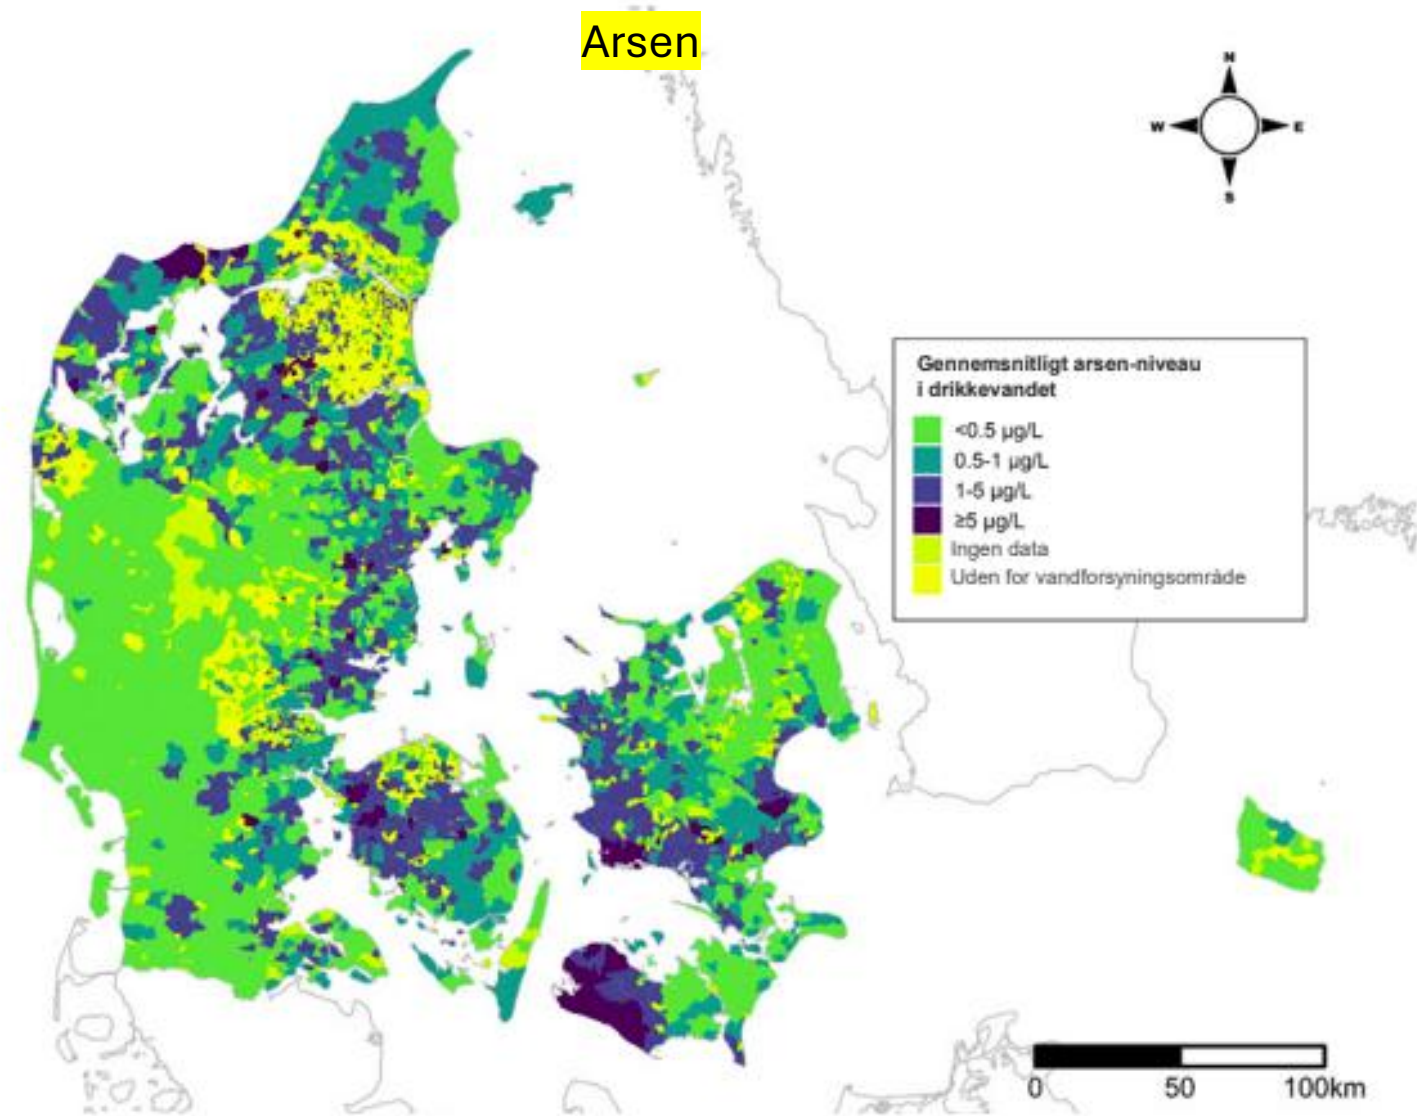 Arsen
N
W
E
S
Gennemsnitligt arsen-niveau
i drikkevandet
<0.5 µg/L
0.5-1 µg/L
1-5 µg/L
≥5 µg/L
Ingen data
Uden for vandforsyningsområde
0 50 100km